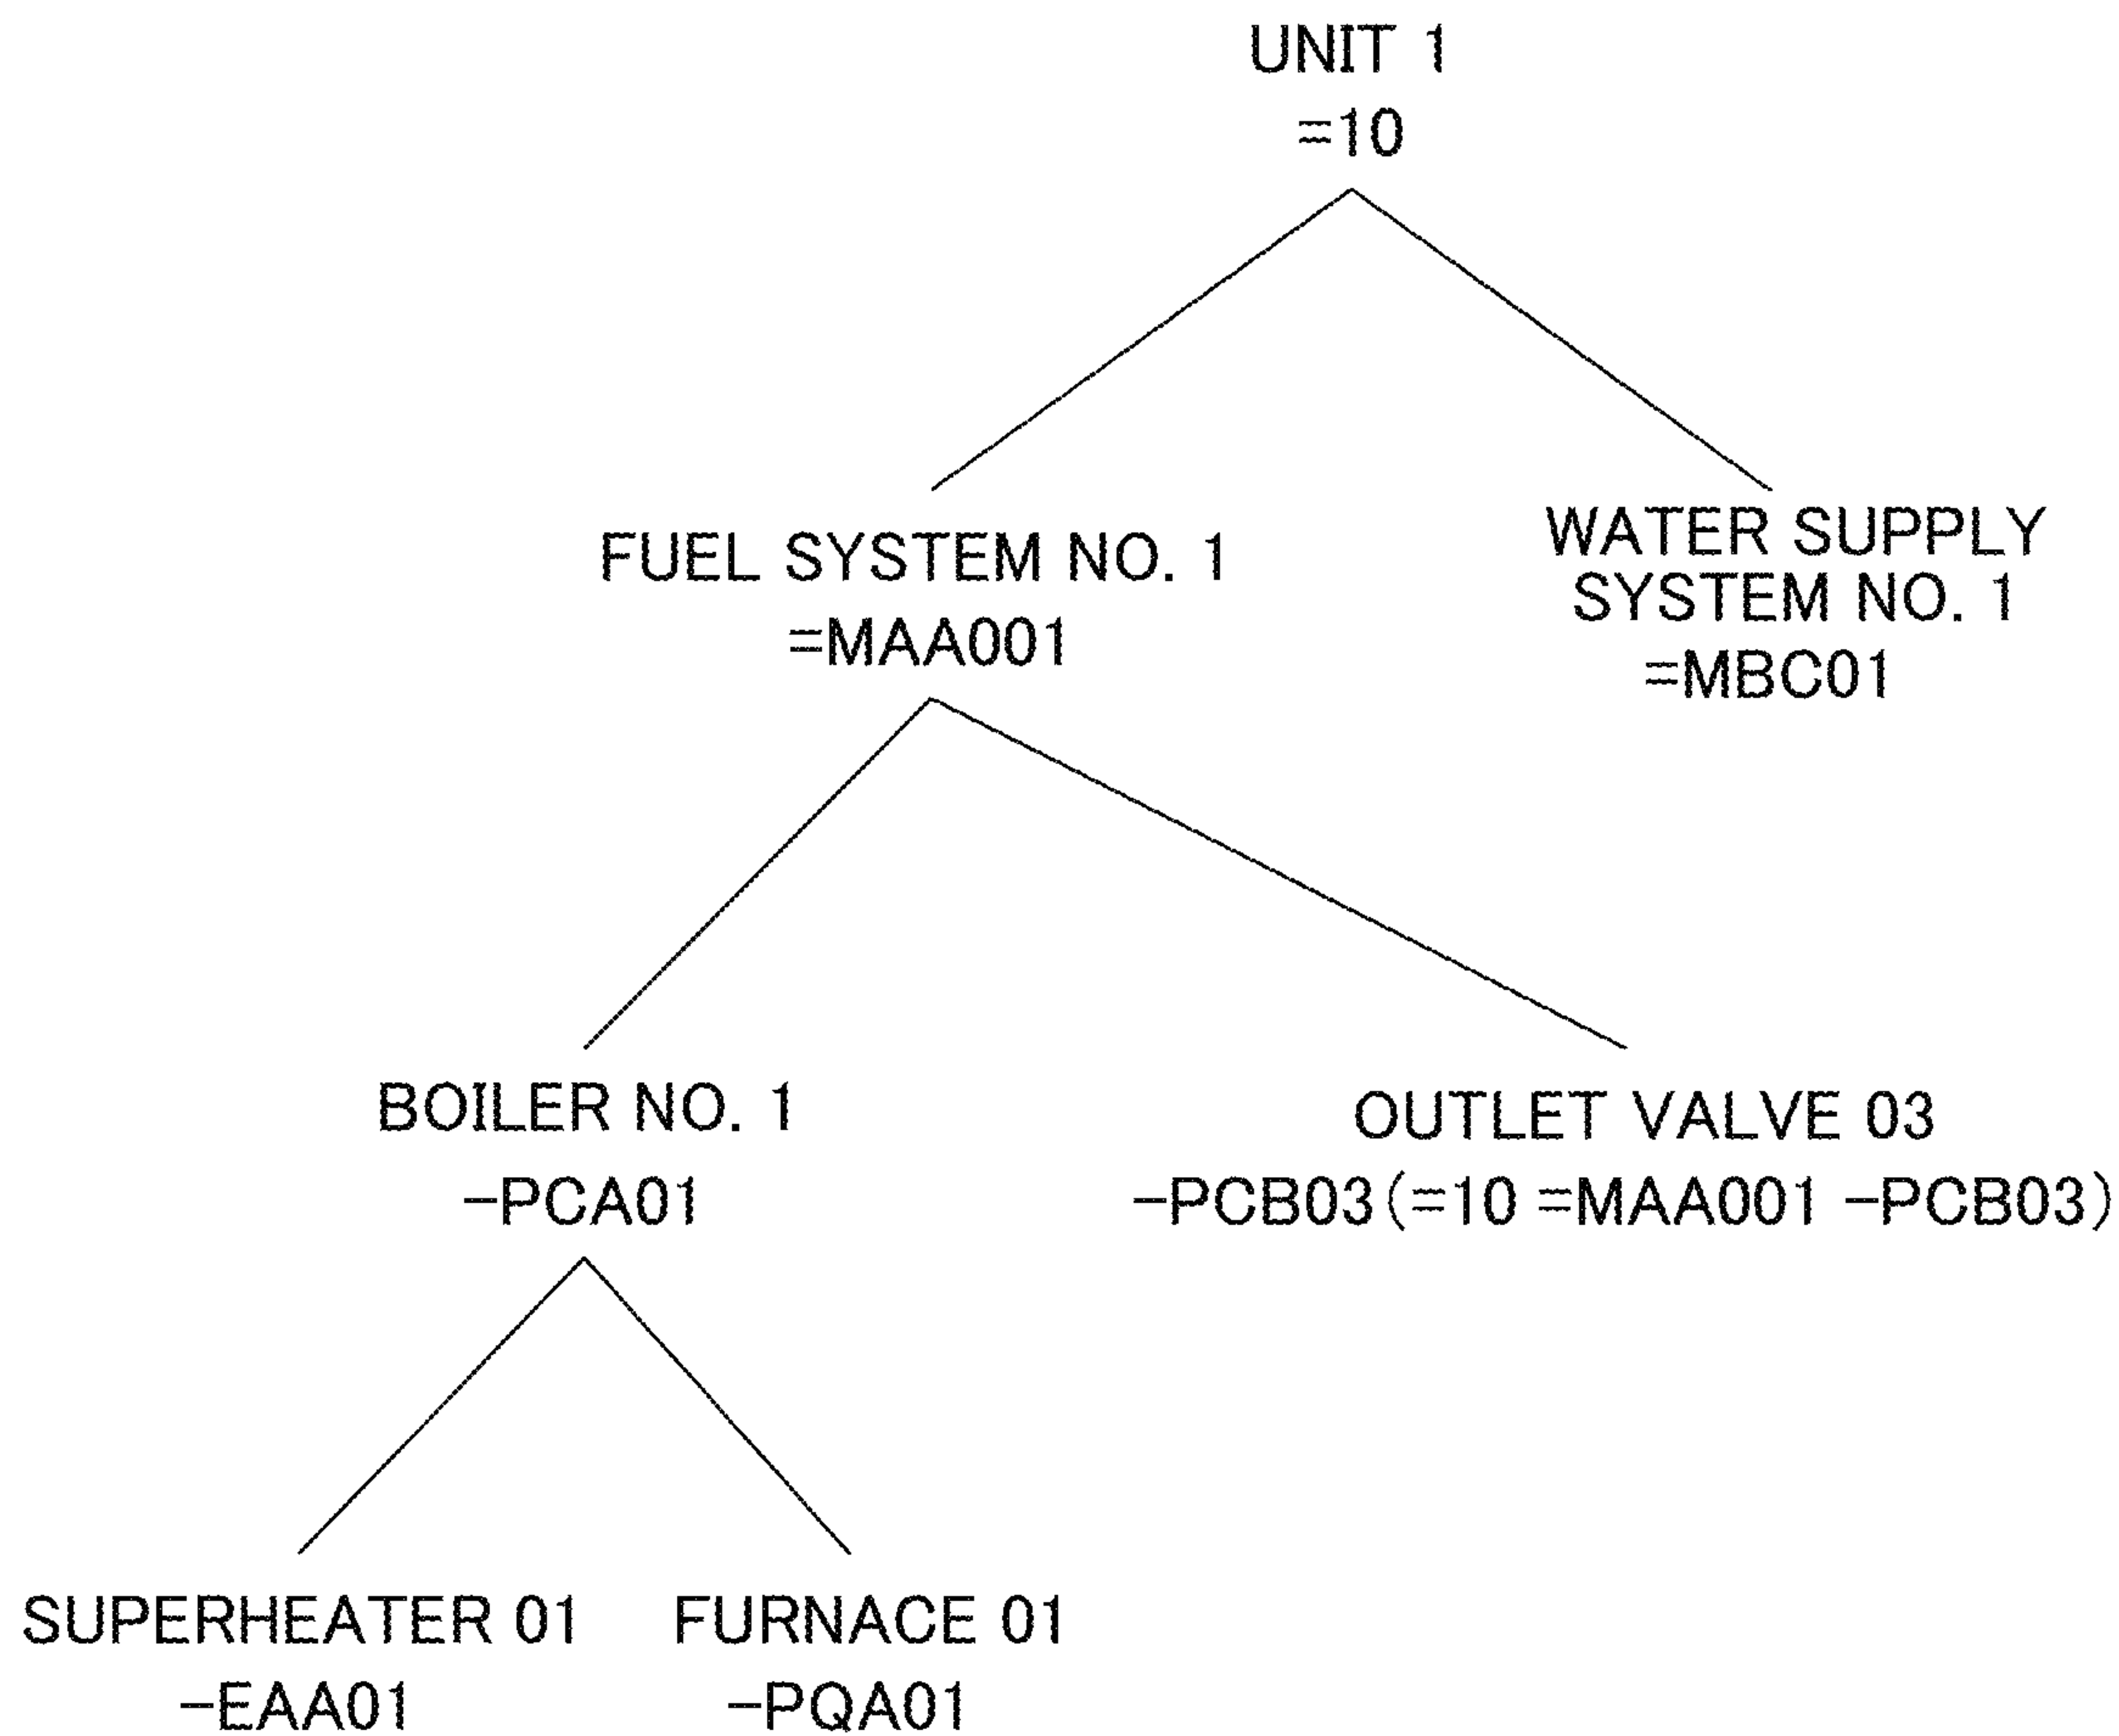 UNIT 1
=10
FUEL SYSTEM NO. 1
=MAA001
WATER SUPPLY
SYSTEM NO. 1
=MBC01
BOILER NO. 1
-PCA01
OUTLET VALVE 03
-PCB03(=10 =MAA001 -PCB03)
SUPERHEATER 01
-EAA01
FURNACE 01
-PQA01